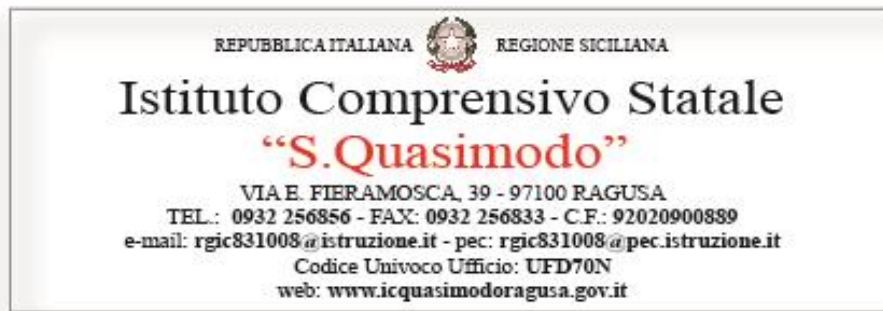 REPUBBLICA ITALIANA REGIONE SICILIANA
Istituto Comprensivo Statale
“S.Quasimodo”
VIA E. FIERAMOSCA, 39 - 97100 RAGUSA
TEL.: 0932 256856 - FAX: 0932 256833 - C.F.: 92020900889
e-mail: rgic831008@istruzione.it - pec: rgic831008@pec.istruzione.it
Codice Univoco Ufficio: UFD70N
web: www.icquasimodoragusa.gov.it